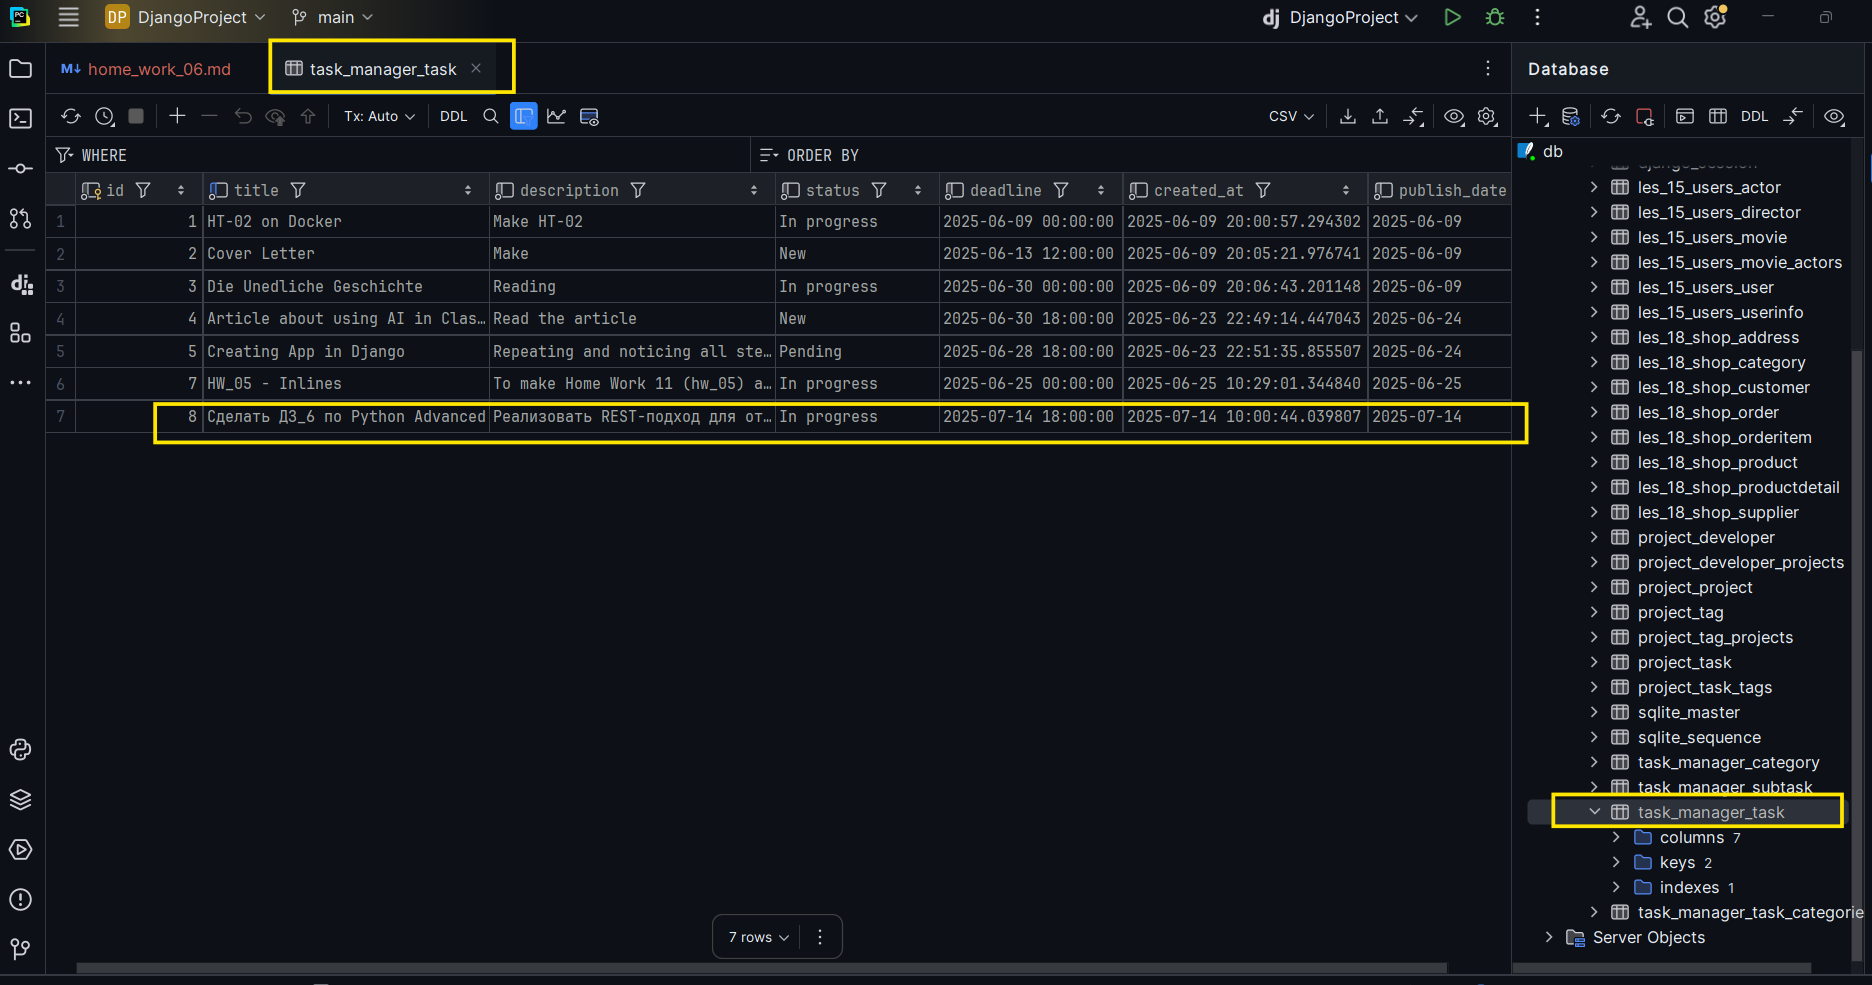 PC DP DjangoProject main dj DjangoProject
M↓ home_work_06.md task_manager_task Database
Tx: Auto DDL CSV DDL
WHERE ORDER BY
db
id title description status deadline created_at publish_date
1 1 HT-02 on Docker Make HT-02 In progress 2025-06-09 00:00:00 2025-06-09 20:00:57.294302 2025-06-09
2 2 Cover Letter Make New 2025-06-13 12:00:00 2025-06-09 20:05:21.976741 2025-06-09
3 3 Die Unedliche Geschichte Reading In progress 2025-06-30 00:00:00 2025-06-09 20:06:43.201148 2025-06-09
4 4 Article about using AI in Clas… Read the article New 2025-06-30 18:00:00 2025-06-23 22:49:14.447043 2025-06-24
5 5 Creating App in Django Repeating and noticing all ste… Pending 2025-06-28 18:00:00 2025-06-23 22:51:35.855507 2025-06-24
6 7 HW_05 - Inlines To make Home Work 11 (hw_05) a… In progress 2025-06-25 00:00:00 2025-06-25 10:29:01.344840 2025-06-25
7 8 Сделать ДЗ_6 по Python Advanced Реализовать REST-подход для от… In progress 2025-07-14 18:00:00 2025-07-14 10:00:44.039807 2025-07-14
django_session
les_15_users_actor
les_15_users_director
les_15_users_movie
les_15_users_movie_actors
les_15_users_user
les_15_users_userinfo
les_18_shop_address
les_18_shop_category
les_18_shop_customer
les_18_shop_order
les_18_shop_orderitem
les_18_shop_product
les_18_shop_productdetail
les_18_shop_supplier
project_developer
project_developer_projects
project_project
project_tag
project_tag_projects
project_task
project_task_tags
sqlite_master
sqlite_sequence
task_manager_category
task_manager_subtask
task_manager_task
columns 7
keys 2
indexes 1
task_manager_task_categorie
Server Objects
7 rows